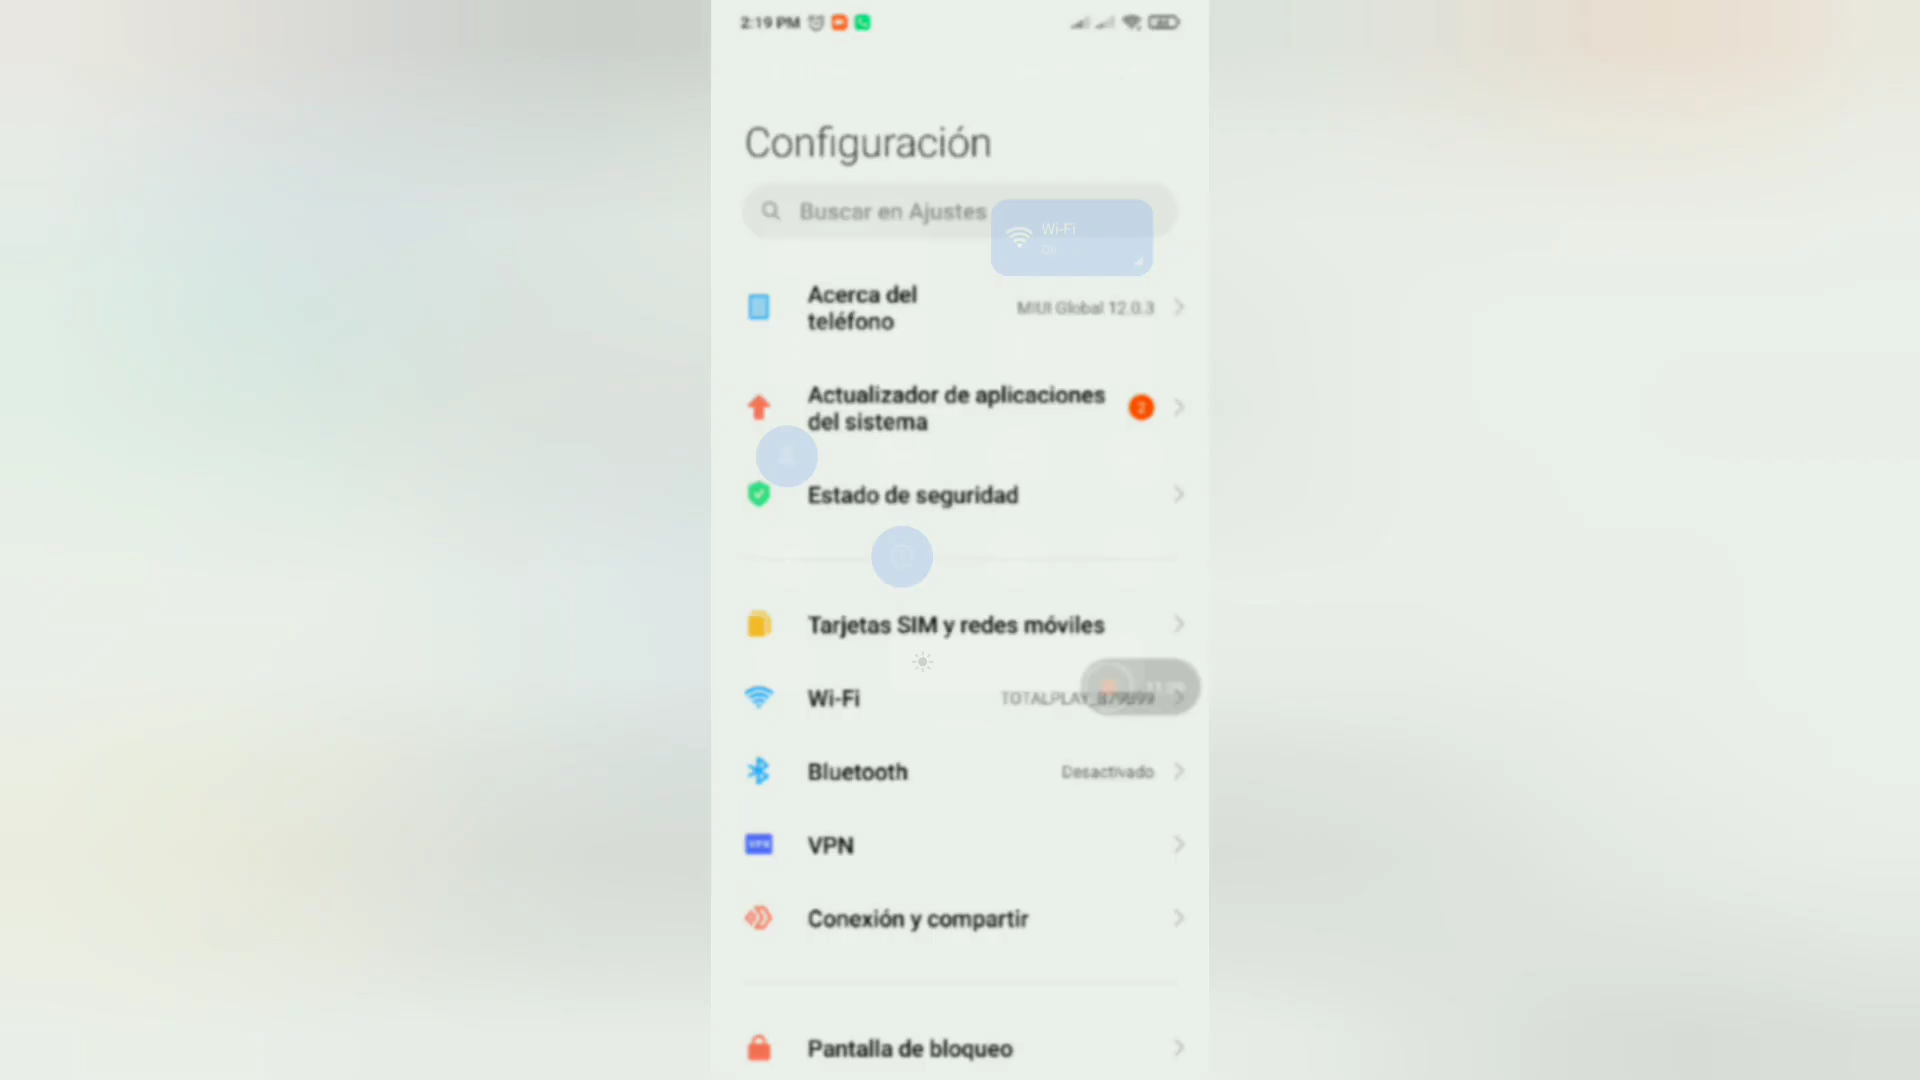 2:19 PM
Configuración
Buscar en Ajustes
Wi-Fi
On
Acerca del
teléfono
MIUI Global 12.0.3
Actualizador de aplicaciones
del sistema
2
Estado de seguridad
Tarjetas SIM y redes móviles
Wi-Fi
Bluetooth
Desactivado
VPN
VPN
Conexión y compartir
Pantalla de bloqueo